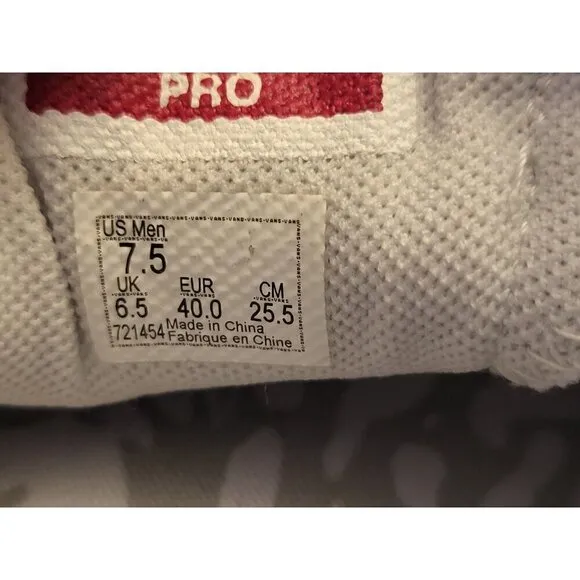 PRO
US Men
7.5
UK EUR CM
6.5 40.0 25.5
721454 Made in China
Fabrique en Chine